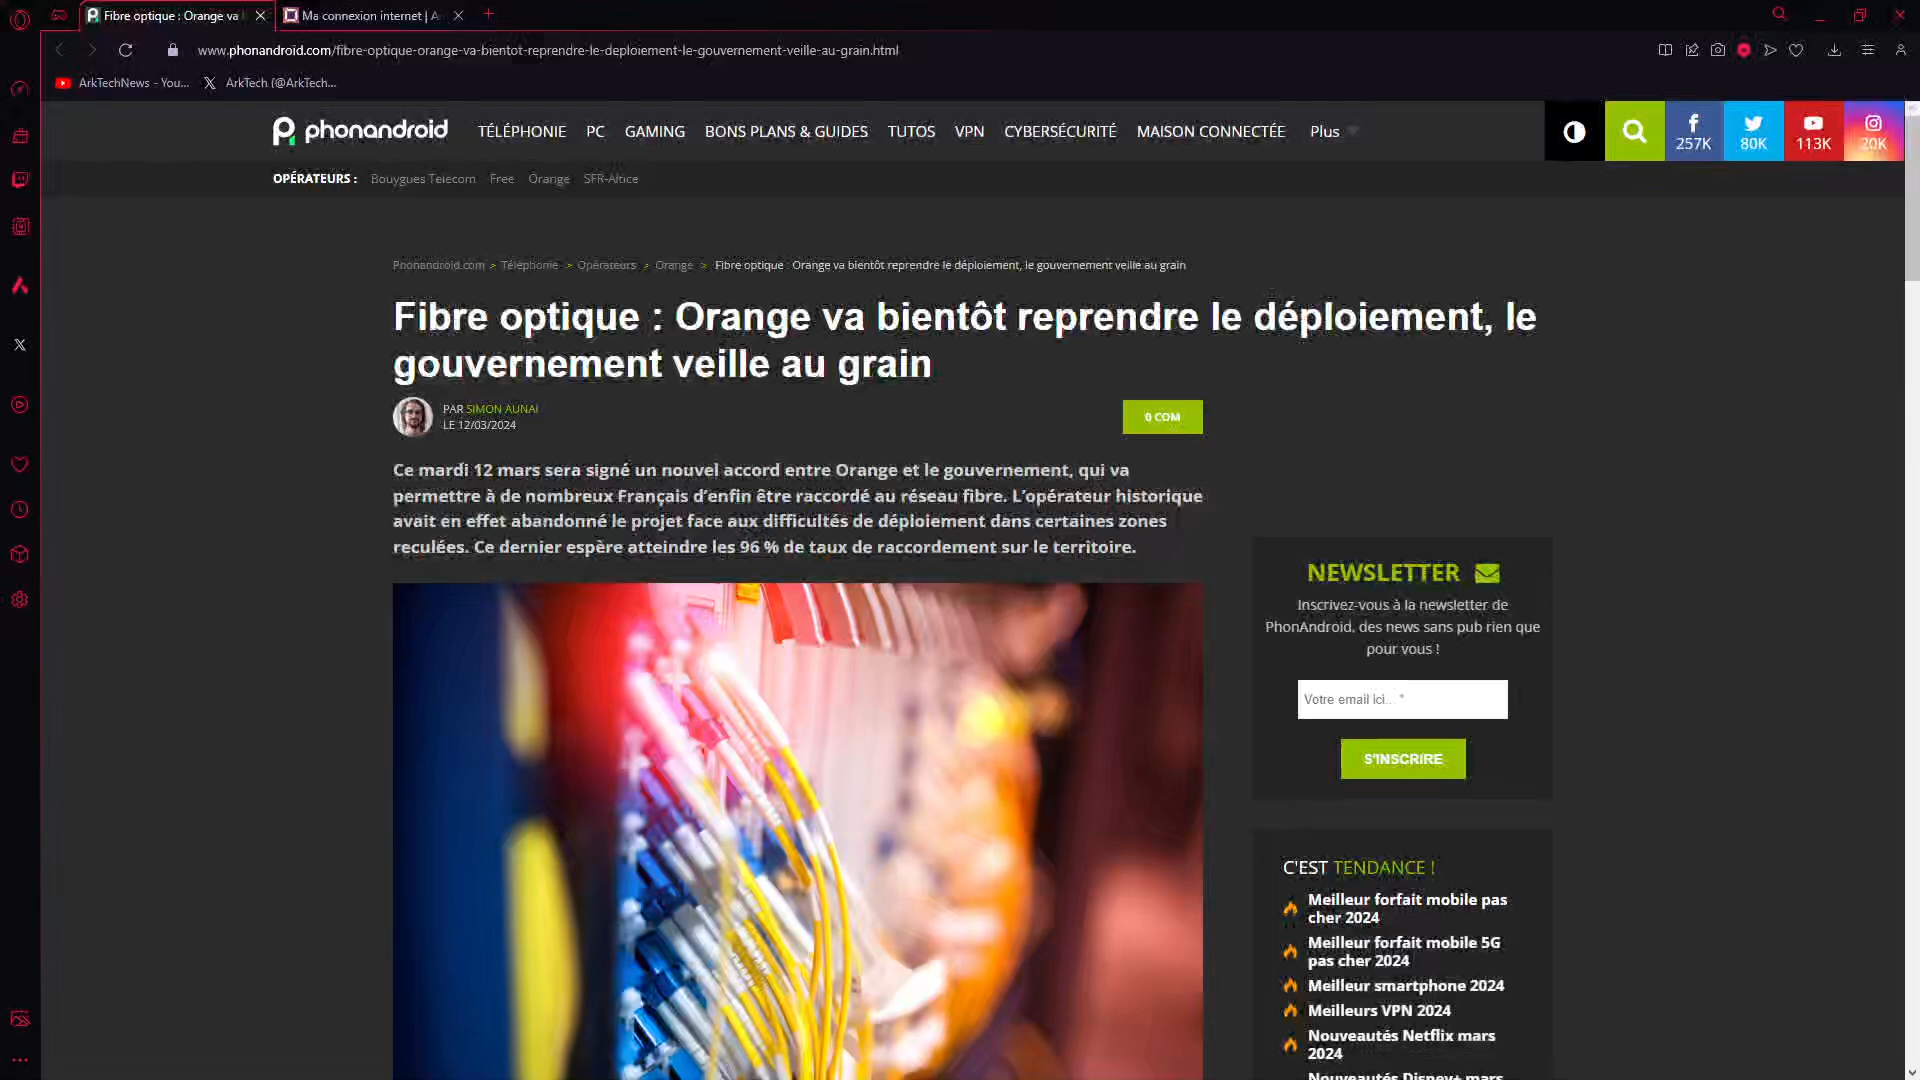 Fibre optique : Orange va b
Ma connexion internet | A
www.phonandroid.com/fibre-optique-orange-va-bientot-reprendre-le-deploiement-le-gouvernement-veille-au-grain.html
ArkTechNews - You...
ArkTech (@ArkTech...
phonandroid
TÉLÉPHONIE PC GAMING BONS PLANS & GUIDES TUTOS VPN CYBERSÉCURITÉ MAISON CONNECTÉE Plus
257K 80K 113K 20K
OPÉRATEURS : Bouygues Telecom Free Orange SFR-Altice
Phonandroid.com > Téléphonie > Opérateurs > Orange > Fibre optique : Orange va bientôt reprendre le déploiement, le gouvernement veille au grain
Fibre optique : Orange va bientôt reprendre le déploiement, le
gouvernement veille au grain
PAR SIMON AUNAI
LE 12/03/2024
0 COM
Ce mardi 12 mars sera signé un nouvel accord entre Orange et le gouvernement, qui va
permettre à de nombreux Français d’enfin être raccordé au réseau fibre. L’opérateur historique
avait en effet abandonné le projet face aux difficultés de déploiement dans certaines zones
reculées. Ce dernier espère atteindre les 96 % de taux de raccordement sur le territoire.
NEWSLETTER
Inscrivez-vous à la newsletter de
PhonAndroid, des news sans pub rien que
pour vous !
Votre email ici... *
S'INSCRIRE
C'EST TENDANCE !
Meilleur forfait mobile pas
cher 2024
Meilleur forfait mobile 5G
pas cher 2024
Meilleur smartphone 2024
Meilleurs VPN 2024
Nouveautés Netflix mars
2024
Nouveautés Disney+ mars